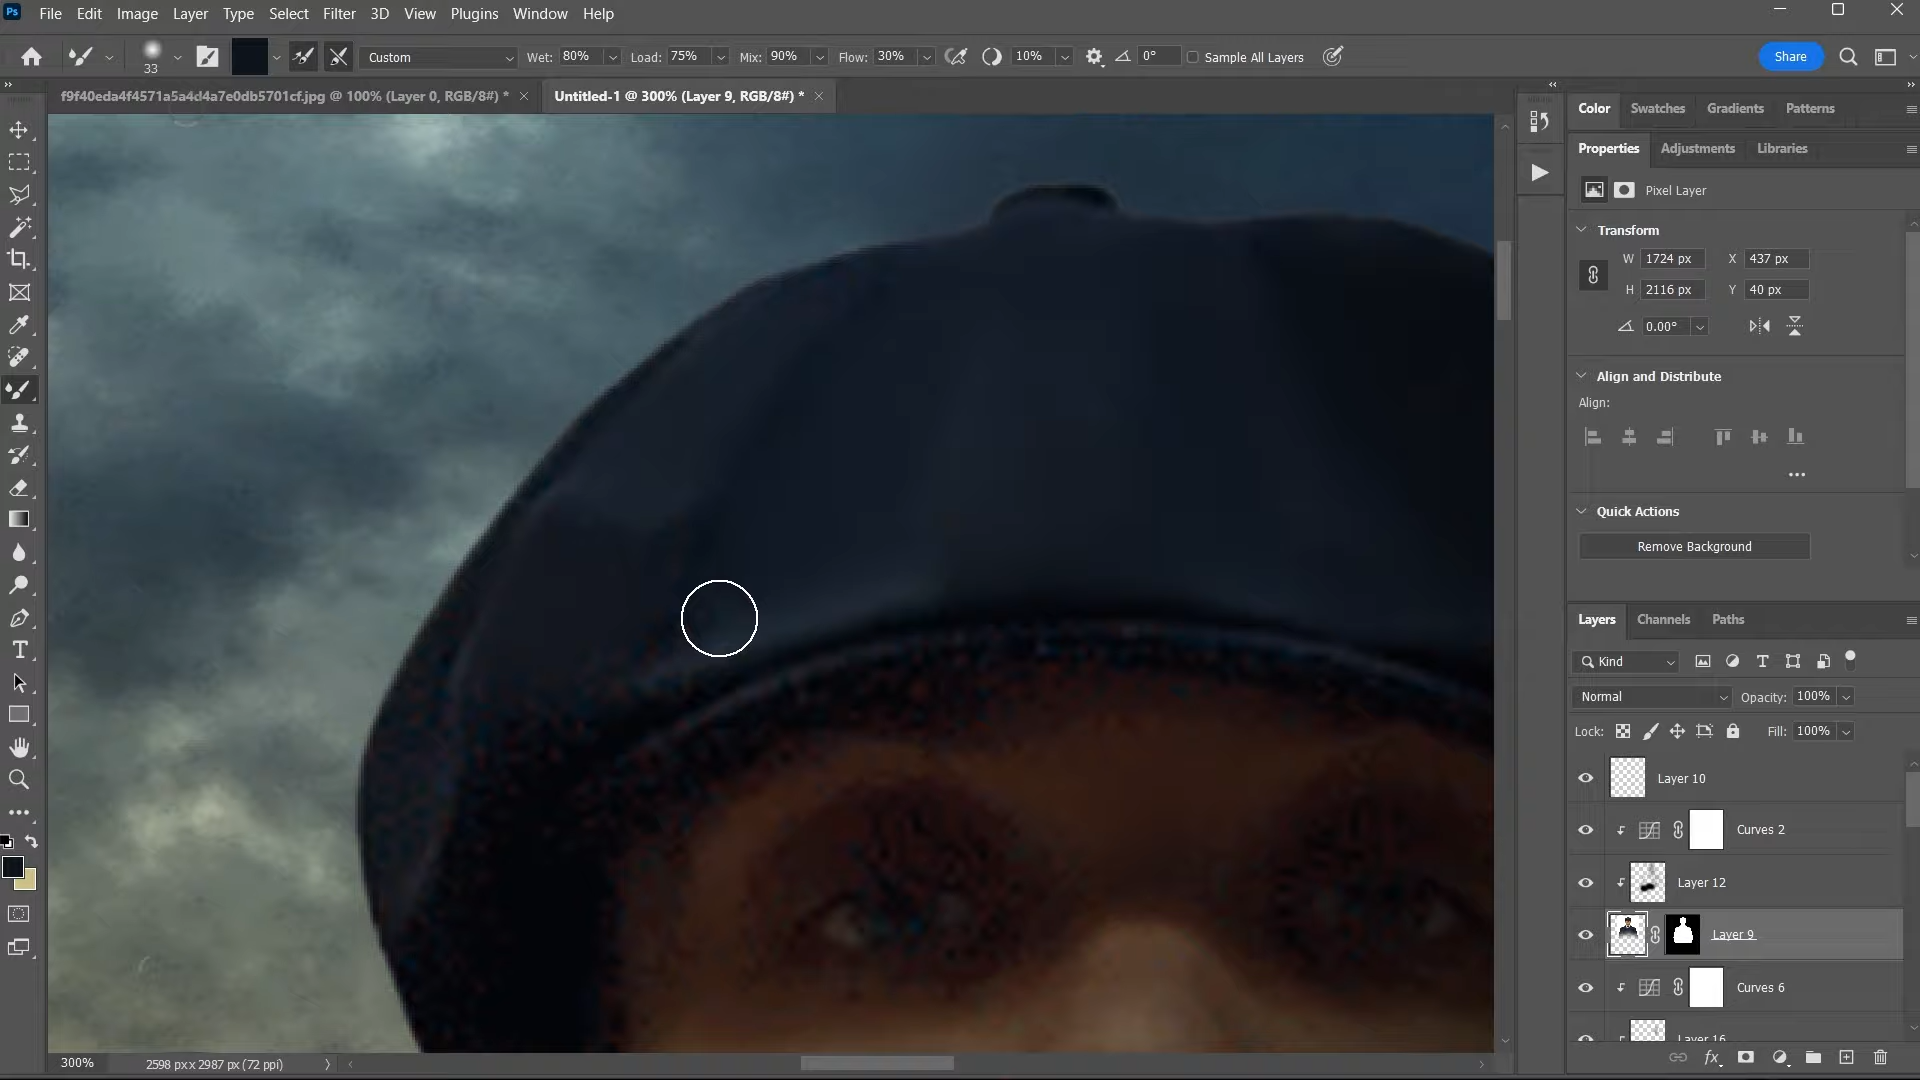 Ps File Edit Image Layer Type Select Filter 3D View Plugins Window Help
33 Custom Wet: 80% Load: 75% Mix: 90% Flow: 30% 10% 0° Sample All Layers Share
f9f40eda4f4571a5a4d4a7e0db5701cf.jpg @ 100% (Layer 0, RGB/8#) * Untitled-1 @ 300% (Layer 9, RGB/8#) *
Color Swatches Gradients Patterns
Properties Adjustments Libraries
Pixel Layer
Transform
W 1724 px X 437 px
H 2116 px Y 40 px
0.00°
Align and Distribute
Align:
Quick Actions
Remove Background
Layers Channels Paths
Kind
Normal Opacity: 100%
Lock: Fill: 100%
Layer 10
Curves 2
Layer 12
Layer 9
Curves 6
Layer 16
fx
300% 2598 px x 2987 px (72 ppi)